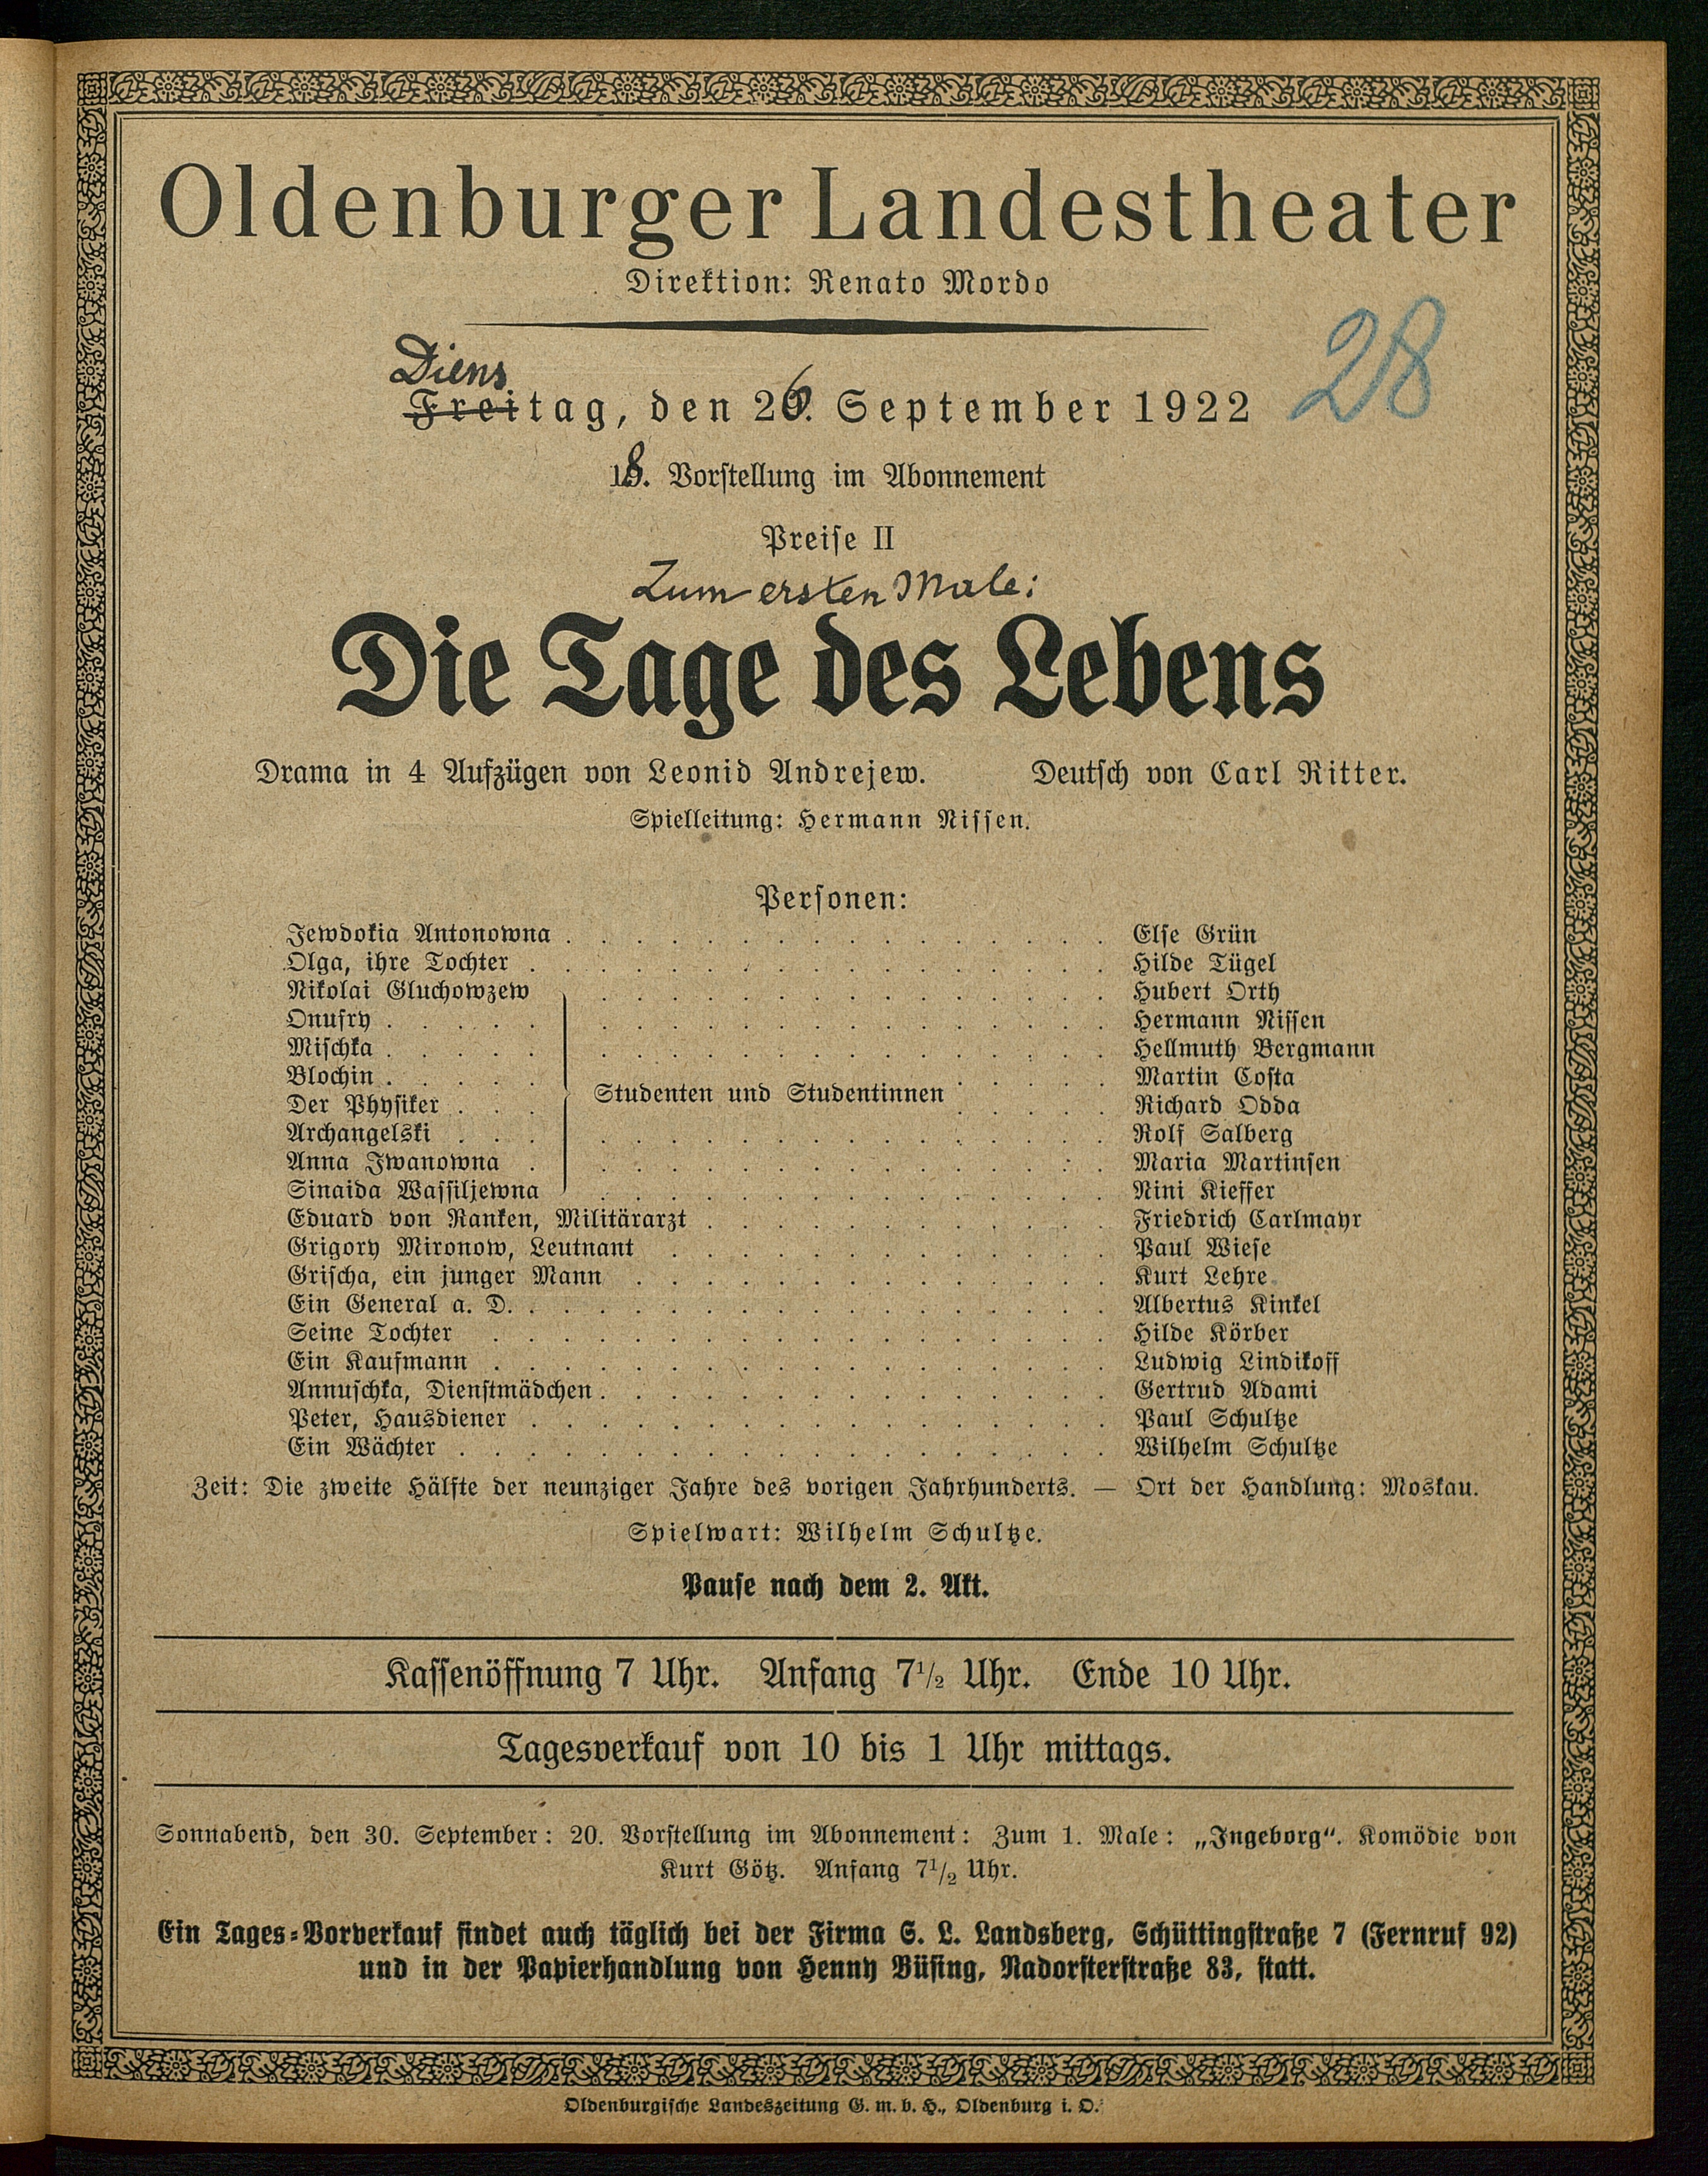 Oldenburger Landestheater
Direktion: Renato Mordo
28
Diens
Freitag, den 26. September 1922
18. Vorstellung im Abonnement
Preise II
Zum ersten Male:
Die Tage des Lebens
Drama in 4 Aufzügen von Leonid Andrejew. Deutsch von Carl Ritter.
Spielleitung: Hermann Nissen.
Personen:
Jewdokia Antonowna . . . . . . . . . . . . . . . . Else Grün
Olga, ihre Tochter . . . . . . . . . . . . . . . . . Hilde Tügel
Nikolai Gluchowzew . . . . . . . . . . . . . . . Hubert Orth
Onufry . . . . . . . . . . . . . . . . . . . . Hermann Nissen
Mischka . . . . . . . . . . . . . . . . . . . . Hellmuth Bergmann
Blochin . . . . . . . . . . Martin Costa
Studenten und Studentinnen
Der Physiker . . . . . . . . Richard Odda
Archangelski . . . . . . . . . . . . . . . . . . Rolf Salberg
Anna Iwanowna . . . . . . . . . . . . . . . . Maria Martinsen
Sinaida Wassiljewna . . . . . . . . . . . . . . . Nini Kieffer
Eduard von Ranken, Militärarzt . . . . . . . . . . . . Friedrich Carlmayr
Grigory Mironow, Leutnant . . . . . . . . . . . . . Paul Wiese
Grischa, ein junger Mann . . . . . . . . . . . . . . Kurt Lehre
Ein General a. D. . . . . . . . . . . . . . . . . . Albertus Kinkel
Seine Tochter . . . . . . . . . . . . . . . . . . Hilde Körber
Ein Kaufmann . . . . . . . . . . . . . . . . . . Ludwig Lindikoff
Annuschka, Dienstmädchen . . . . . . . . . . . . . . . Gertrud Adami
Peter, Hausdiener . . . . . . . . . . . . . . . . . Paul Schultze
Ein Wächter . . . . . . . . . . . . . . . . . . . Wilhelm Schultze
Zeit: Die zweite Hälfte der neunziger Jahre des vorigen Jahrhunderts. — Ort der Handlung: Moskau.
Spielwart: Wilhelm Schultze.
Pause nach dem 2. Akt.
Kassenöffnung 7 Uhr. Anfang 7½ Uhr. Ende 10 Uhr.
Tagesverkauf von 10 bis 1 Uhr mittags.
Sonnabend, den 30. September: 20. Vorstellung im Abonnement: Zum 1. Male: „Ingeborg“. Komödie von
Kurt Götz. Anfang 7½ Uhr.
Ein Tages-Vorverkauf findet auch täglich bei der Firma S. L. Landsberg, Schüttingstraße 7 (Fernruf 92)
und in der Papierhandlung von Henny Büsing, Nadorsterstraße 83, statt.
Oldenburgische Landeszeitung G. m. b. H., Oldenburg i. O.